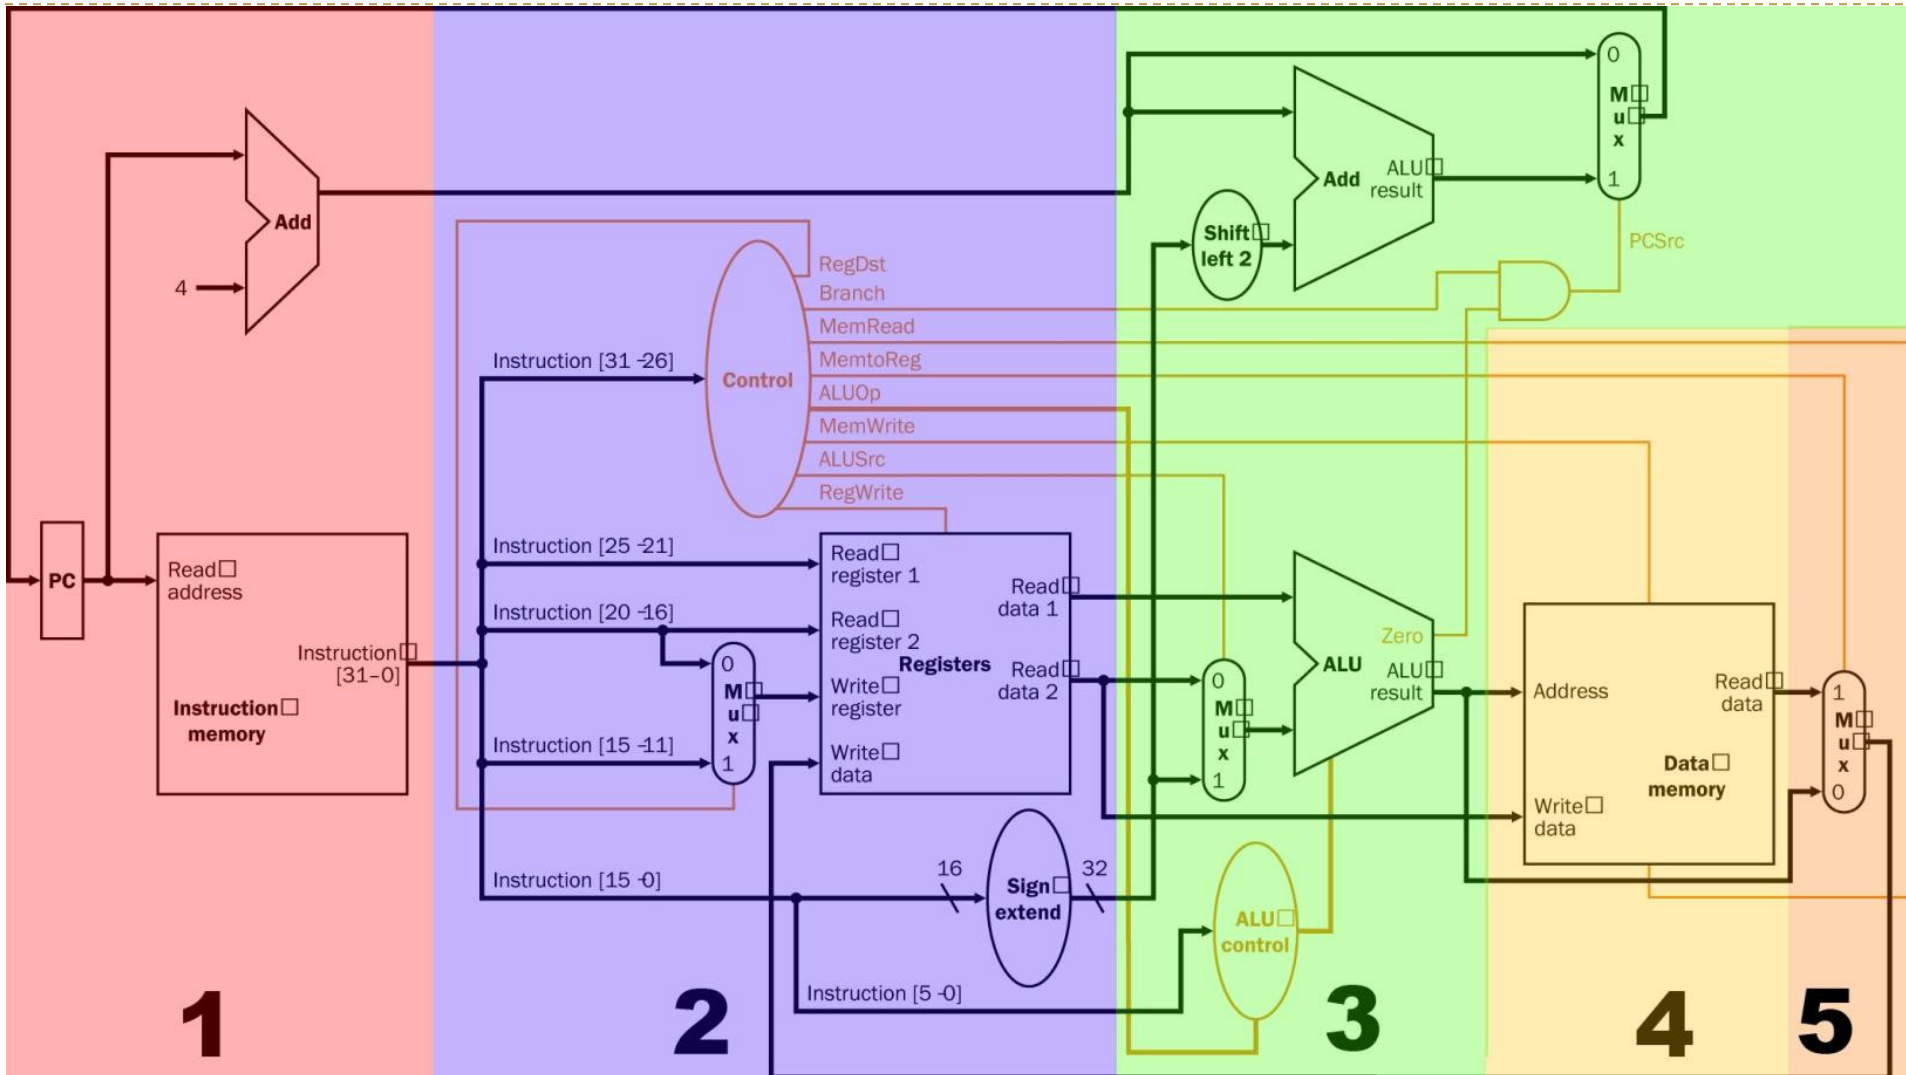 Add
4
PC
Read
address
Instruction
[31-0]
Instruction
memory
1
Instruction [31-26]
Control
RegDst
Branch
MemRead
MemtoReg
ALUOp
MemWrite
ALUSrc
RegWrite
Instruction [25-21]
Instruction [20-16]
Instruction [15-11]
0
M
u
x
1
Read
register 1
Read
register 2
Registers
Write
register
Write
data
Read
data 1
Read
data 2
Instruction [15-0]
16
Sign
extend
32
Instruction [5-0]
2
Shift
left 2
Add
ALU
result
0
M
u
x
1
PCSrc
0
M
u
x
1
Zero
ALU
ALU
result
ALU
control
3
Address
Read
data
Data
memory
Write
data
4
1
M
u
x
0
5